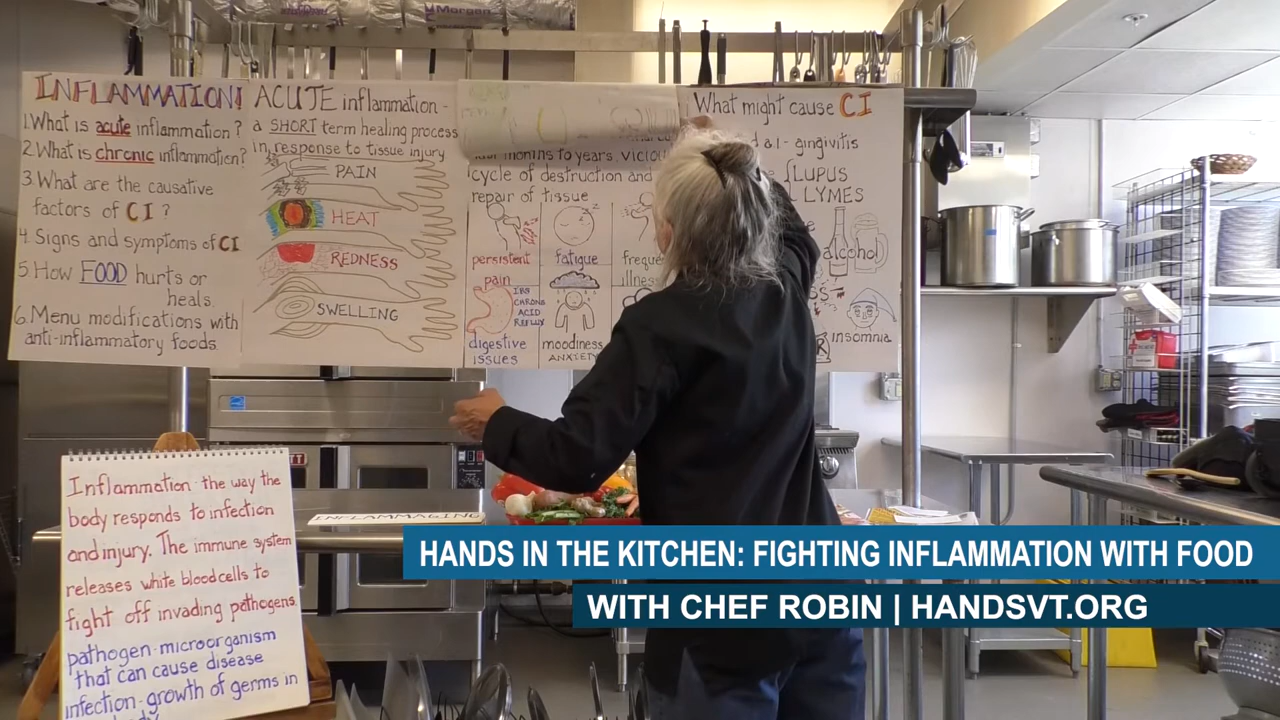 INFLAMMATION!
1. What is acute inflammation?
2. What is chronic inflammation?
3. What are the causative
factors of CI?
4. Signs and symptoms of CI
5. How FOOD hurts or
heals.
6. Menu modifications with
anti-inflammatory foods.
ACUTE inflammation -
a SHORT term healing process
in response to tissue injury
PAIN
HEAT
REDNESS
SWELLING
months to years. vicious
cycle of destruction and
repair of tissue
persistent
pain
fatigue
illness
IBS
CHRONS
ACID
REFLUX
digestive
issues
moodiness
ANXIETY
What might cause CI
gingivitis
LUPUS
LYMES
alcohol
insomnia
Inflammation - the way the
body responds to infection
and injury. The immune system
releases white blood cells to
fight off invading pathogens.
pathogen - microorganism
that can cause disease
infection - growth of germs in
body
INFLAMMAGING
HANDS IN THE KITCHEN: FIGHTING INFLAMMATION WITH FOOD
WITH CHEF ROBIN | HANDSVT.ORG